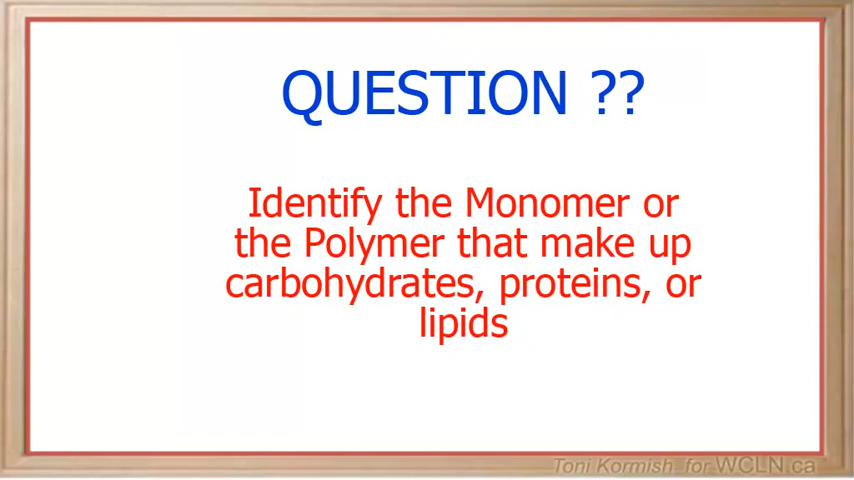 QUESTION ??
Identify the Monomer or
the Polymer that make up
carbohydrates, proteins, or
lipids
Toni Kormish for WCLN.ca